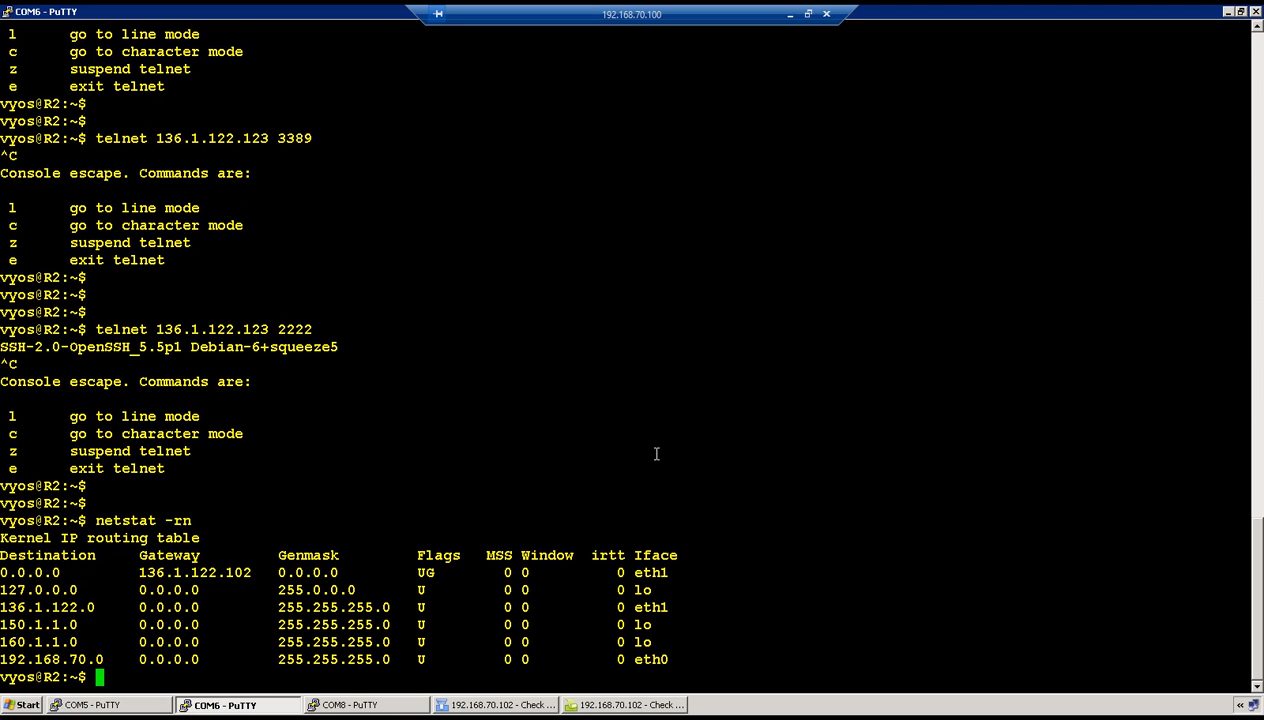 COM6 - PuTTY
192.168.70.100
l go to line mode
c go to character mode
z suspend telnet
e exit telnet
vyos@R2:~$
vyos@R2:~$
vyos@R2:~$ telnet 136.1.122.123 3389
^C
Console escape. Commands are:
l go to line mode
c go to character mode
z suspend telnet
e exit telnet
vyos@R2:~$
vyos@R2:~$
vyos@R2:~$
vyos@R2:~$ telnet 136.1.122.123 2222
SSH-2.0-OpenSSH_5.5p1 Debian-6+squeeze5
^C
Console escape. Commands are:
l go to line mode
c go to character mode
z suspend telnet
e exit telnet
vyos@R2:~$
vyos@R2:~$
vyos@R2:~$ netstat -rn
Kernel IP routing table
Destination Gateway Genmask Flags MSS Window irtt Iface
0.0.0.0 136.1.122.102 0.0.0.0 UG 0 0 0 eth1
127.0.0.0 0.0.0.0 255.0.0.0 U 0 0 0 lo
136.1.122.0 0.0.0.0 255.255.255.0 U 0 0 0 eth1
150.1.1.0 0.0.0.0 255.255.255.0 U 0 0 0 lo
160.1.1.0 0.0.0.0 255.255.255.0 U 0 0 0 lo
192.168.70.0 0.0.0.0 255.255.255.0 U 0 0 0 eth0
vyos@R2:~$
Start COM5 - PuTTY COM6 - PuTTY COM8 - PuTTY 192.168.70.102 - Check ... 192.168.70.102 - Check ...